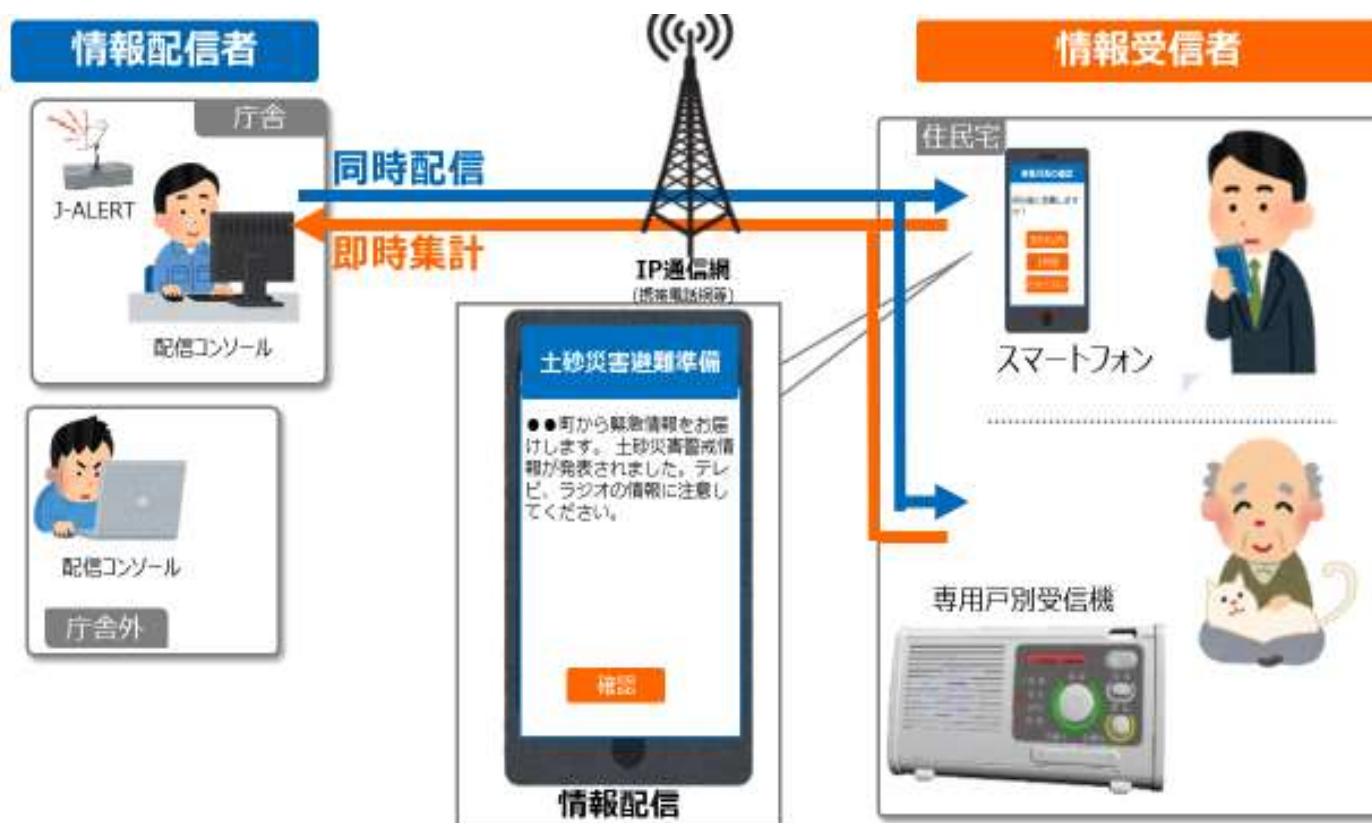 情報配信者
情報受信者
庁舎
J-ALERT
配信コンソール
同時配信
即時集計
IP通信網
(携帯電話網等)
住民宅
スマートフォン
土砂災害避難準備
●●町から緊急情報をお届
けします。 土砂災害警戒情
報が発表されました。テレ
ビ、ラジオの情報に注意し
てください。
確認
情報配信
配信コンソール
庁舎外
専用戸別受信機